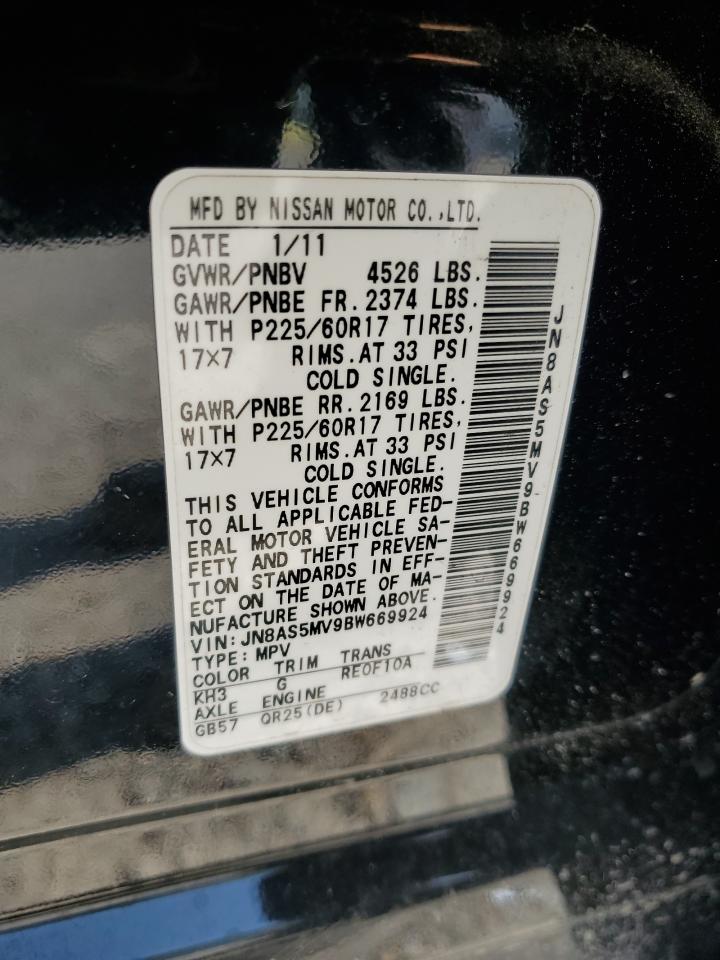 MFD BY NISSAN MOTOR CO.,LTD.
DATE 1/11
GVWR/PNBV 4526 LBS.
GAWR/PNBE FR. 2374 LBS.
WITH P225/60R17 TIRES,
17×7 RIMS.AT 33 PSI
COLD SINGLE.
GAWR/PNBE RR. 2169 LBS.
WITH P225/60R17 TIRES,
17×7 RIMS.AT 33 PSI
COLD SINGLE.
THIS VEHICLE CONFORMS
TO ALL APPLICABLE FED-
ERAL MOTOR VEHICLE SA-
FETY AND THEFT PREVEN-
TION STANDARDS IN EFF-
ECT ON THE DATE OF MA-
NUFACTURE SHOWN ABOVE.
VIN:JN8AS5MV9BW669924
TYPE:MPV
COLOR TRIM TRANS
KH3 G RE0F10A
AXLE ENGINE
GB57 QR25(DE) 2488CC
JN8AS5MV9BW669924